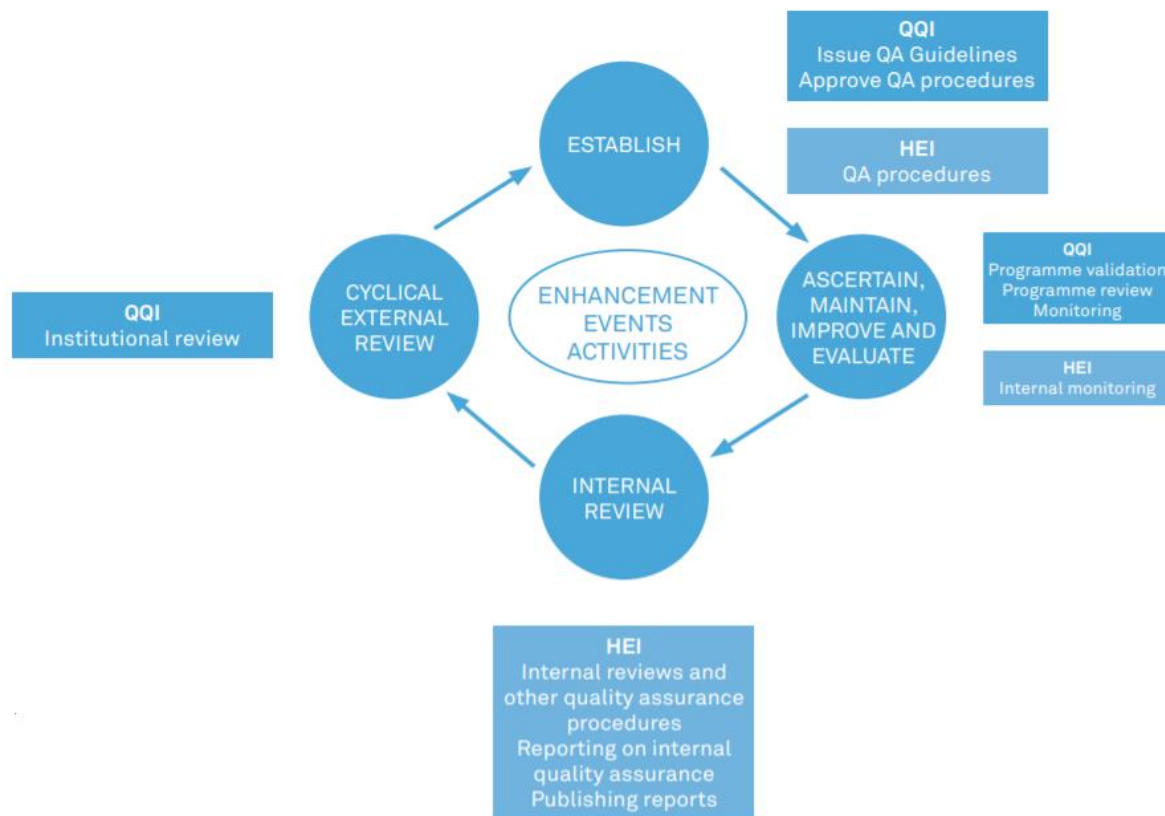 QQI
Issue QA Guidelines
Approve QA procedures
ESTABLISH
HEI
QA procedures
QQI
Programme validation
Programme review
Monitoring
ASCERTAIN,
MAINTAIN,
IMPROVE AND
EVALUATE
HEI
Internal monitoring
ENHANCEMENT
EVENTS
ACTIVITIES
CYCLICAL
EXTERNAL
REVIEW
QQI
Institutional review
INTERNAL
REVIEW
HEI
Internal reviews and
other quality assurance
procedures
Reporting on internal
quality assurance
Publishing reports